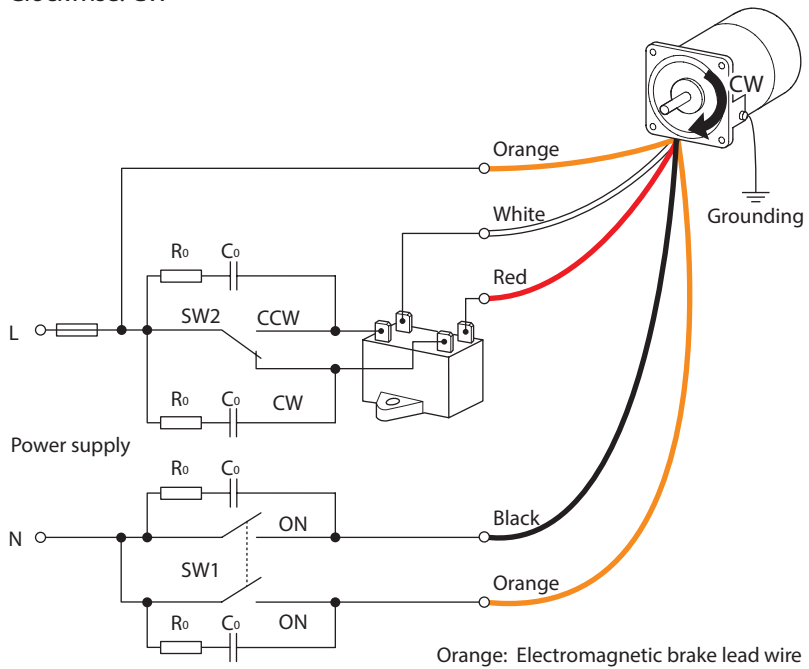 CW
Orange
White
Grounding
Red
R₀ C₀
SW2 CCW
L
R₀ C₀ CW
Power supply
R₀ C₀
Black
ON
N
SW1
Orange
R₀ C₀ ON
Orange: Electromagnetic brake lead wire